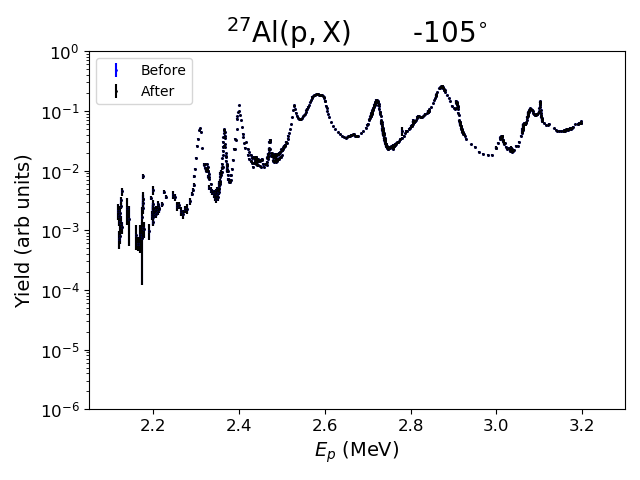 ²⁷Al(p, X) -105°
Before
After
10⁰
10⁻¹
10⁻²
10⁻³
10⁻⁴
10⁻⁵
10⁻⁶
Yield (arb units)
2.2 2.4 2.6 2.8 3.0 3.2
Eₚ (MeV)